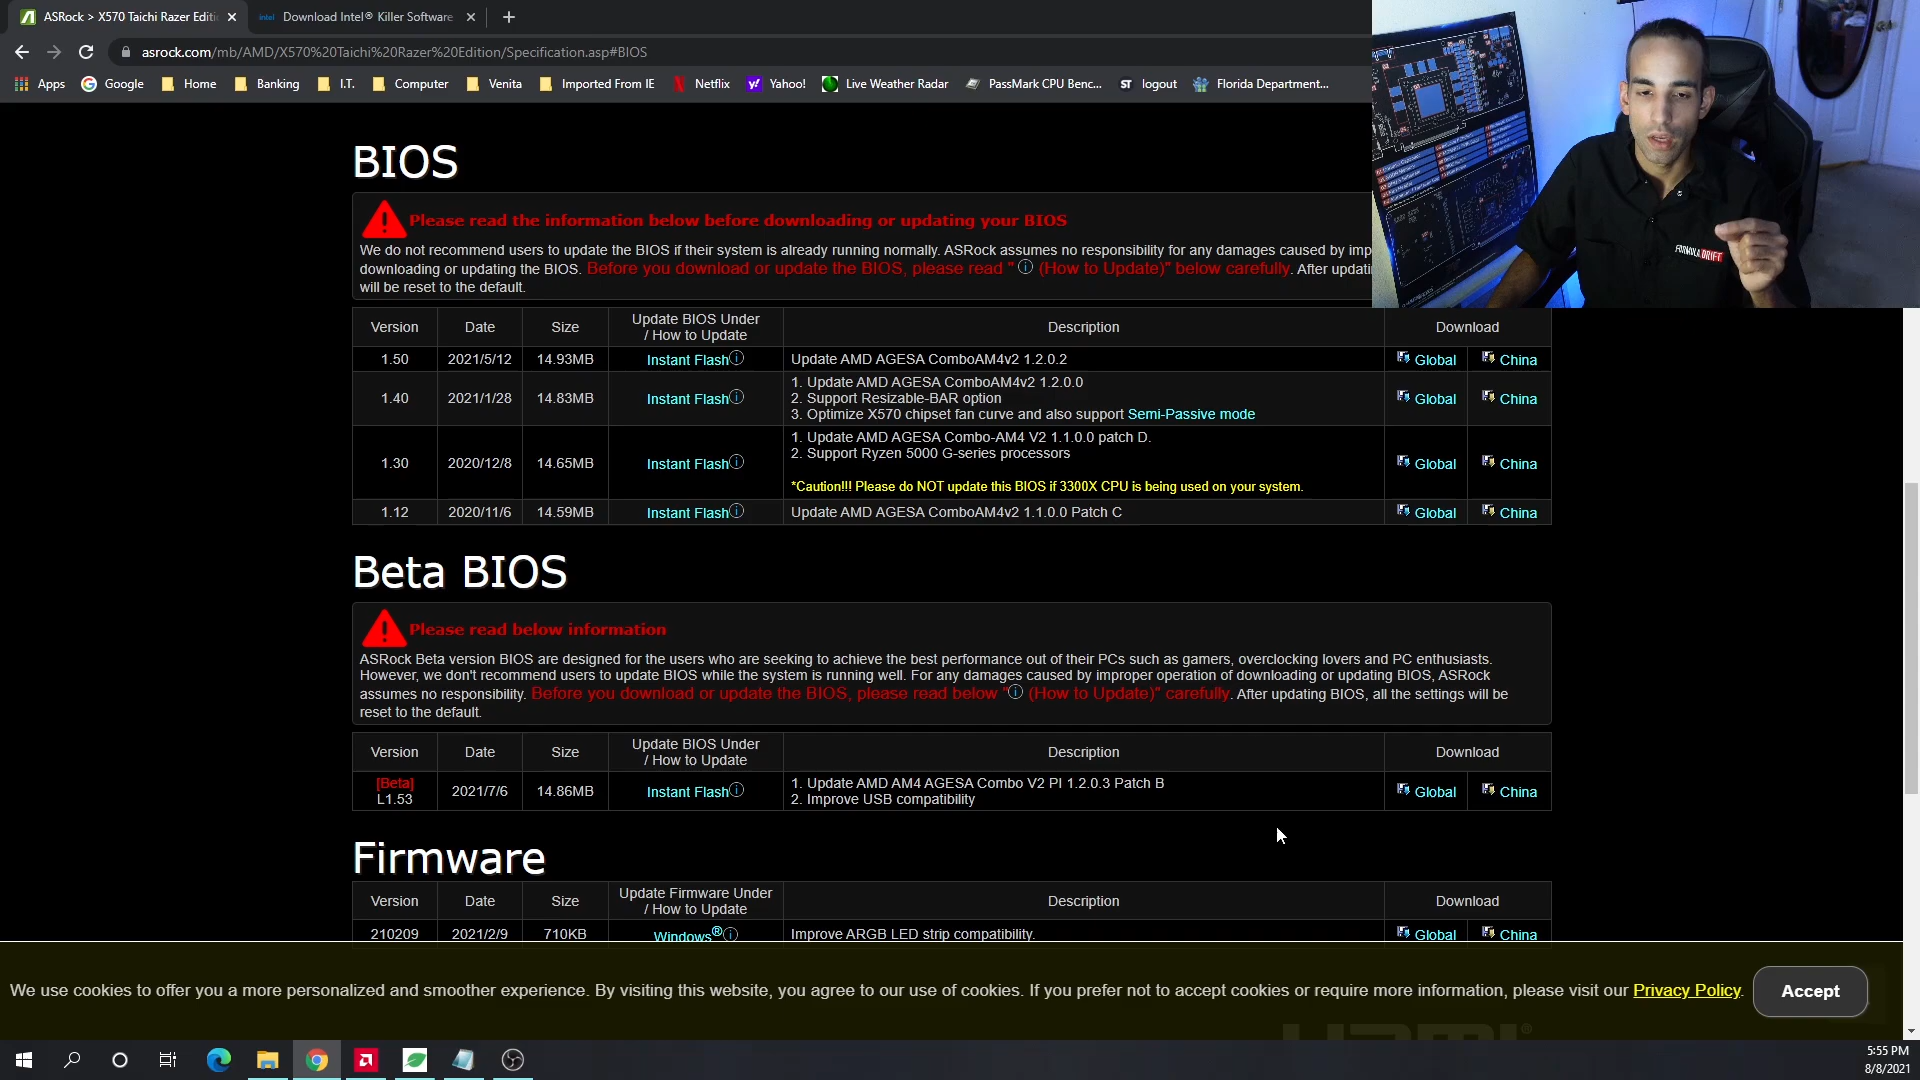 ASRock > X570 Taichi Razer Editi
Download Intel® Killer Software
asrock.com/mb/AMD/X570%20Taichi%20Razer%20Edition/Specification.asp#BIOS
Apps Google Home Banking I.T. Computer Venita Imported From IE Netflix Yahoo! Live Weather Radar PassMark CPU Benc... ST logout Florida Department...
BIOS
Please read the information below before downloading or updating your BIOS
We do not recommend users to update the BIOS if their system is already running normally. ASRock assumes no responsibility for any damages caused by imp
downloading or updating the BIOS. Before you download or update the BIOS, please read "ⓘ (How to Update)" below carefully. After updati
will be reset to the default.
Version Date Size Update BIOS Under / How to Update Description Download
1.50 2021/5/12 14.93MB Instant Flashⓘ Update AMD AGESA ComboAM4v2 1.2.0.2 Global China
1. Update AMD AGESA ComboAM4v2 1.2.0.0
1.40 2021/1/28 14.83MB Instant Flashⓘ 2. Support Resizable-BAR option Global China
3. Optimize X570 chipset fan curve and also support Semi-Passive mode
1. Update AMD AGESA Combo-AM4 V2 1.1.0.0 patch D.
2. Support Ryzen 5000 G-series processors
1.30 2020/12/8 14.65MB Instant Flashⓘ Global China
*Caution!!! Please do NOT update this BIOS if 3300X CPU is being used on your system.
1.12 2020/11/6 14.59MB Instant Flashⓘ Update AMD AGESA ComboAM4v2 1.1.0.0 Patch C Global China
Beta BIOS
Please read below information
ASRock Beta version BIOS are designed for the users who are seeking to achieve the best performance out of their PCs such as gamers, overclocking lovers and PC enthusiasts.
However, we don't recommend users to update BIOS while the system is running well. For any damages caused by improper operation of downloading or updating BIOS, ASRock
assumes no responsibility. Before you download or update the BIOS, please read below "ⓘ (How to Update)" carefully. After updating BIOS, all the settings will be
reset to the default.
Version Date Size Update BIOS Under / How to Update Description Download
[Beta] L1.53 2021/7/6 14.86MB Instant Flashⓘ 1. Update AMD AM4 AGESA Combo V2 PI 1.2.0.3 Patch B Global China
2. Improve USB compatibility
Firmware
Version Date Size Update Firmware Under / How to Update Description Download
210209 2021/2/9 710KB Windows®ⓘ Improve ARGB LED strip compatibility. Global China
We use cookies to offer you a more personalized and smoother experience. By visiting this website, you agree to our use of cookies. If you prefer not to accept cookies or require more information, please visit our Privacy Policy. Accept
5:55 PM
8/8/2021
FORMULA DRIFT